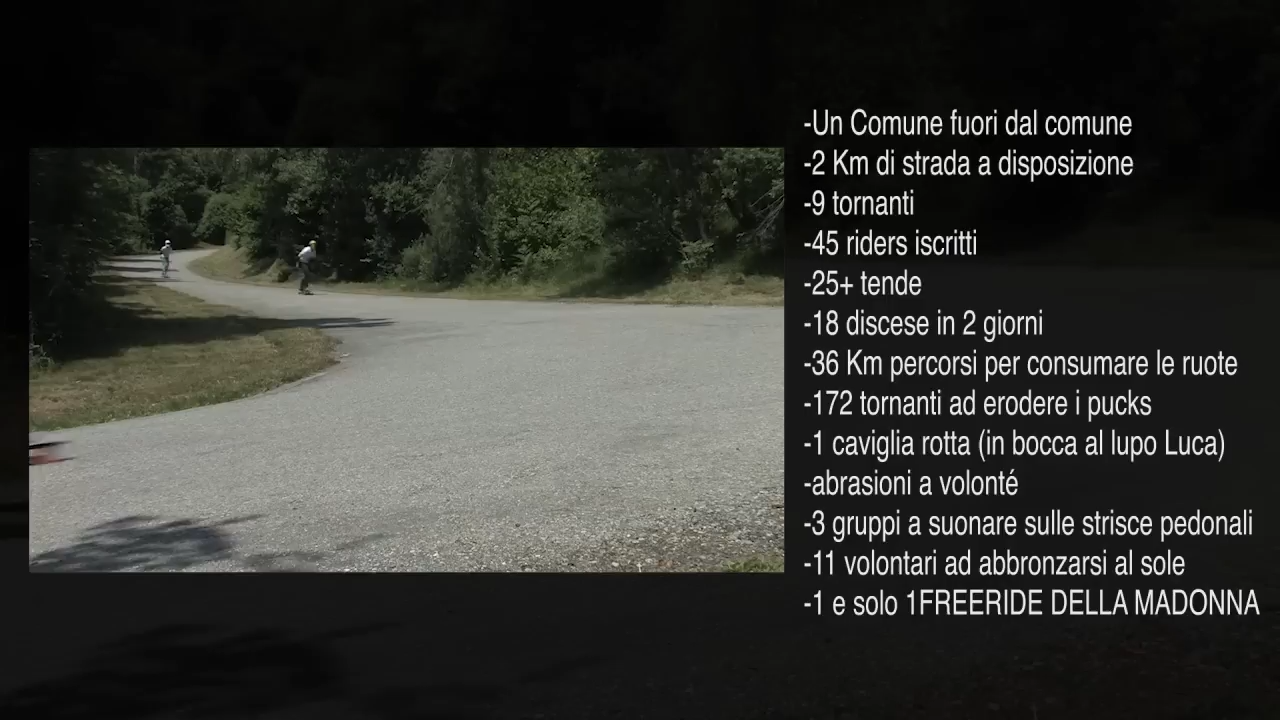 -Un Comune fuori dal comune
-2 Km di strada a disposizione
-9 tornanti
-45 riders iscritti
-25+ tende
-18 discese in 2 giorni
-36 Km percorsi per consumare le ruote
-172 tornanti ad erodere i pucks
-1 caviglia rotta (in bocca al lupo Luca)
-abrasioni a volonté
-3 gruppi a suonare sulle strisce pedonali
-11 volontari ad abbronzarsi al sole
-1 e solo 1FREERIDE DELLA MADONNA